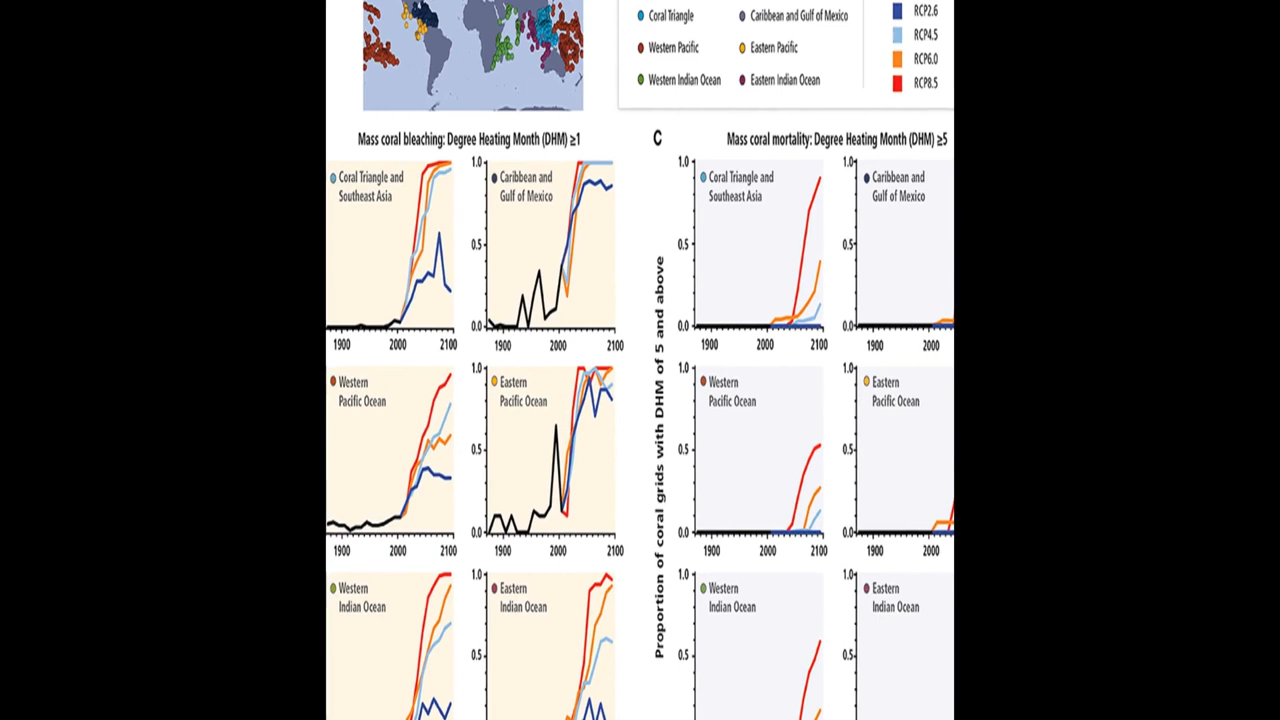 Coral Triangle
Caribbean and Gulf of Mexico
Western Pacific
Eastern Pacific
Western Indian Ocean
Eastern Indian Ocean
RCP2.6
RCP4.5
RCP6.0
RCP8.5
Mass coral bleaching: Degree Heating Month (DHM) ≥1
Coral Triangle and
Southeast Asia
1900 2000 2100
1.0
0.5
0.0
Caribbean and
Gulf of Mexico
1900 2000 2100
Western
Pacific Ocean
1900 2000 2100
1.0
0.5
0.0
Eastern
Pacific Ocean
1900 2000 2100
Western
Indian Ocean
1.0
0.5
Eastern
Indian Ocean
C
Mass coral mortality: Degree Heating Month (DHM) ≥5
Proportion of coral grids with DHM of 5 and above
1.0
0.5
0.0
Coral Triangle and
Southeast Asia
1900 2000 2100
1.0
0.5
0.0
Caribbean and
Gulf of Mexico
1900 2000
1.0
0.5
0.0
Western
Pacific Ocean
1900 2000 2100
1.0
0.5
0.0
Eastern
Pacific Ocean
1900 2000
1.0
0.5
Western
Indian Ocean
1.0
0.5
Eastern
Indian Ocean